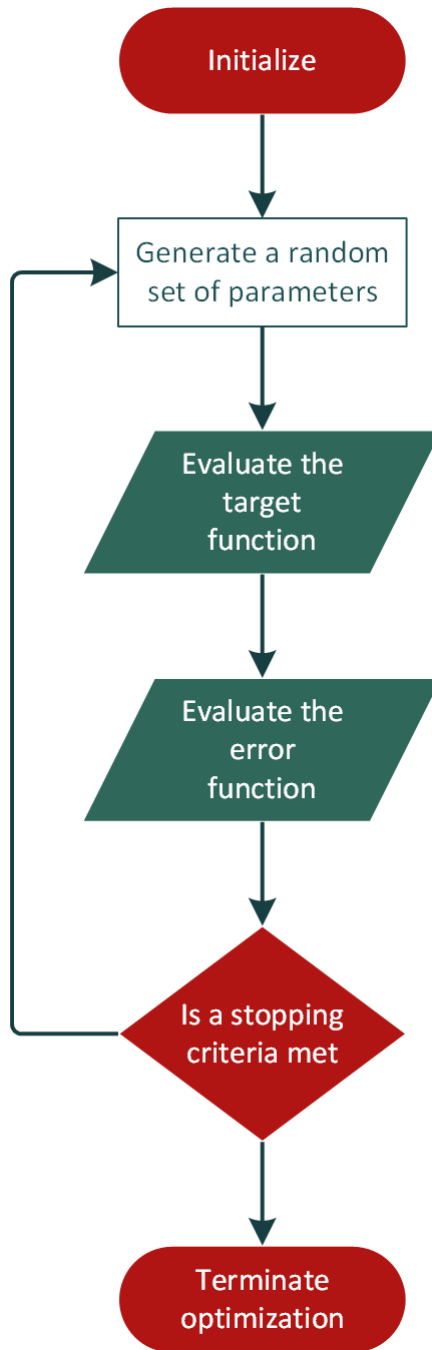 Initialize
Generate a random
set of parameters
Evaluate the
target
function
Evaluate the
error
function
Is a stopping
criteria met
Terminate
optimization